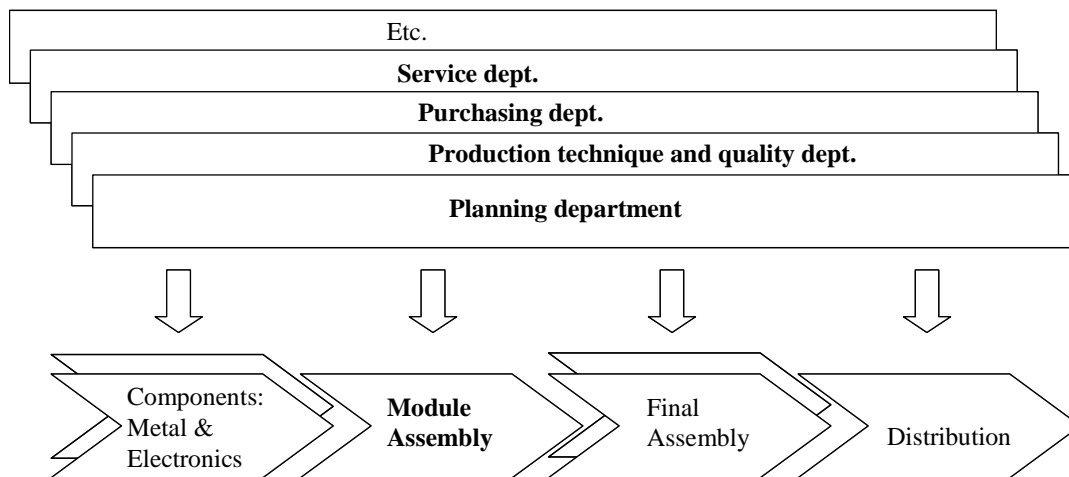 Etc.
Service dept.
Purchasing dept.
Production technique and quality dept.
Planning department
Components:
Metal &
Electronics
Module
Assembly
Final
Assembly
Distribution